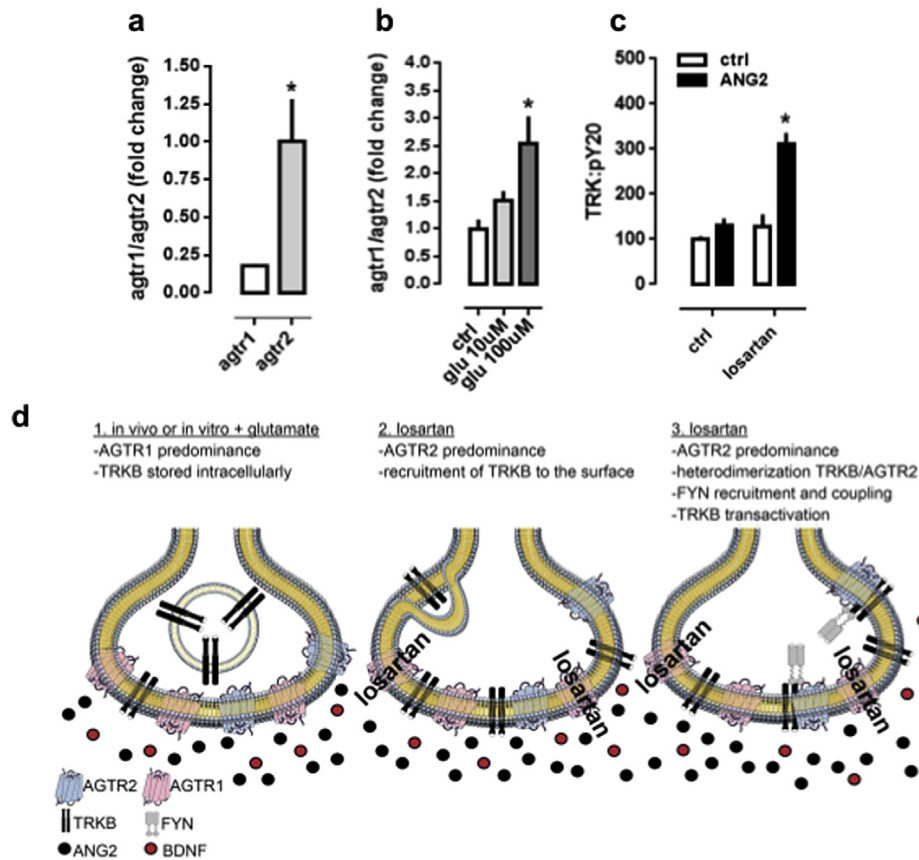 a
agtr1/agtr2 (fold change)
1.50
1.25
1.00
0.75
0.50
0.25
0.00
*
agtr1
agtr2
b
agtr1/agtr2 (fold change)
4.0
3.5
3.0
2.5
2.0
1.5
1.0
0.5
0.0
*
ctrl
glu 10uM
glu 100uM
c
TRK:pY20
500
400
300
200
100
0
ctrl
ANG2
*
ctrl
losartan
d
1. in vivo or in vitro + glutamate
-AGTR1 predominance
-TRKB stored intracellularly
2. losartan
-AGTR2 predominance
-recruitment of TRKB to the surface
3. losartan
-AGTR2 predominance
-heterodimerization TRKB/AGTR2
-FYN recruitment and coupling
-TRKB transactivation
losartan
losartan
losartan
losartan
AGTR2
AGTR1
TRKB
FYN
ANG2
BDNF